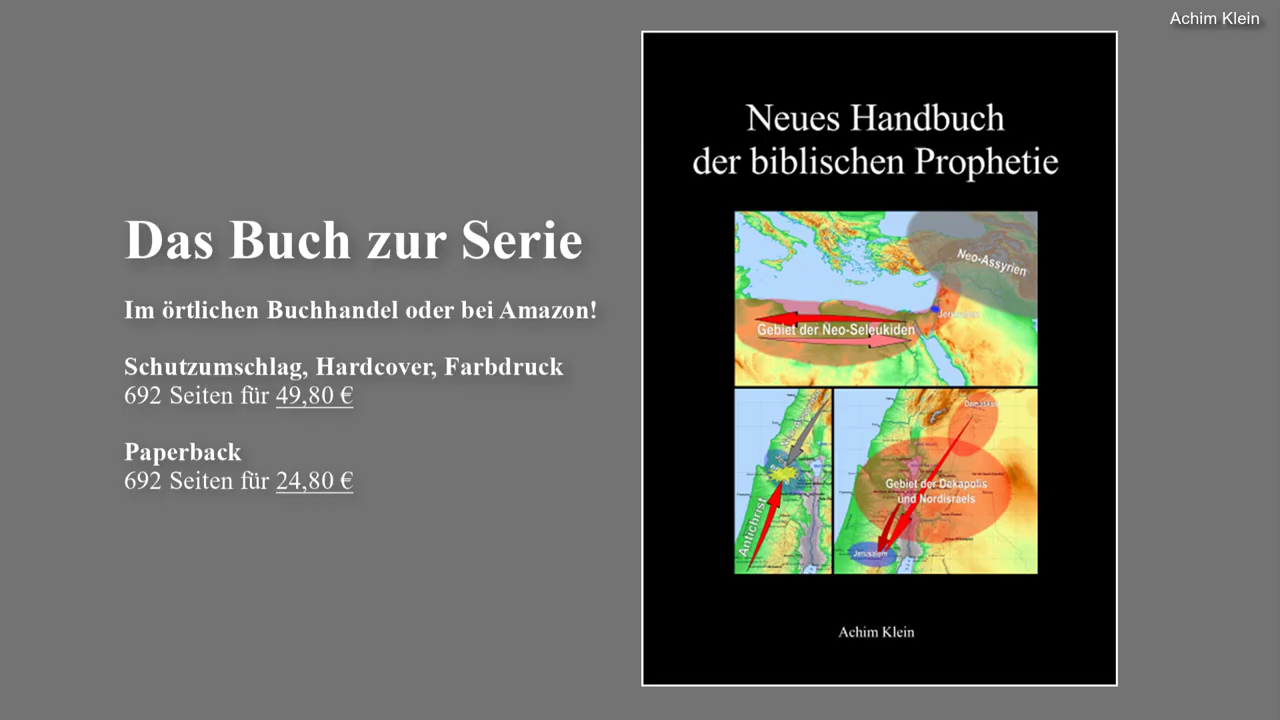 Achim Klein
Das Buch zur Serie
Im örtlichen Buchhandel oder bei Amazon!
Schutzumschlag, Hardcover, Farbdruck
692 Seiten für 49,80 €
Paperback
692 Seiten für 24,80 €
Neues Handbuch
der biblischen Prophetie
Neo-Assyrien
Jerusalem
Gebiet der Neo-Seleukiden
Antichrist
Damaskus
Gebiet der Dekapolis
und Nordisraels
Jerusalem
Achim Klein